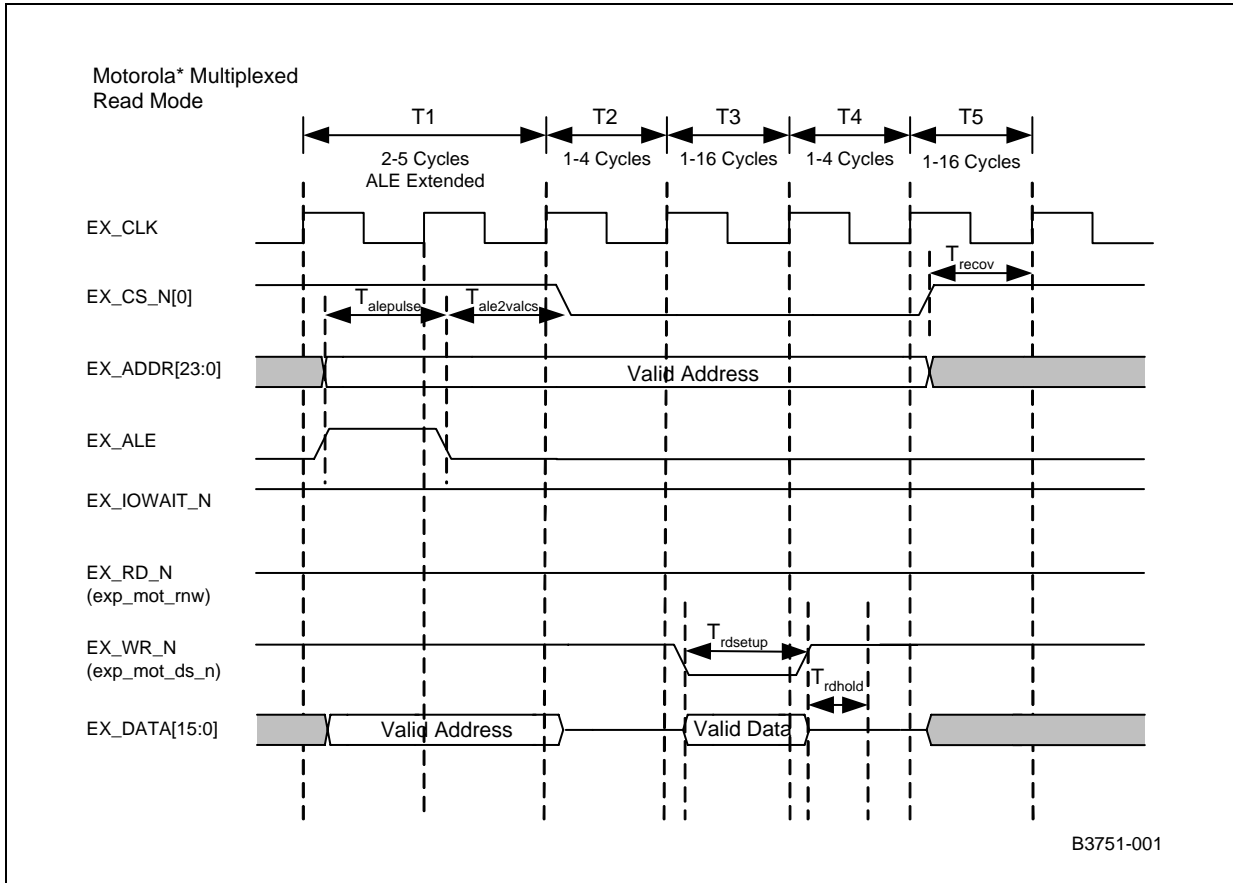 Motorola* Multiplexed
Read Mode
T1 T2 T3 T4 T5
2-5 Cycles 1-4 Cycles 1-16 Cycles 1-4 Cycles 1-16 Cycles
ALE Extended
EX_CLK
Trecov
EX_CS_N[0]
Talepulse Tale2valcs
EX_ADDR[23:0] Valid Address
EX_ALE
EX_IOWAIT_N
EX_RD_N
(exp_mot_rnw)
EX_WR_N Trdsetup
(exp_mot_ds_n) Trdhold
EX_DATA[15:0] Valid Address Valid Data
B3751-001